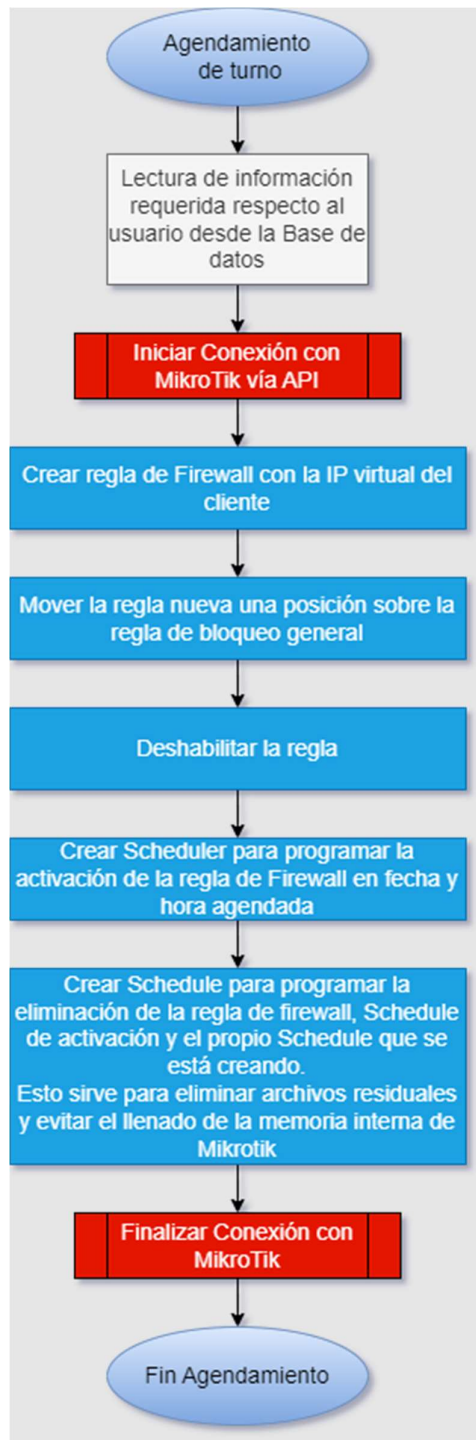 Agendamiento
de turno
Lectura de información
requerida respecto al
usuario desde la Base de
datos
Iniciar Conexión con
MikroTik vía API
Crear regla de Firewall con la IP virtual del
cliente
Mover la regla nueva una posición sobre la
regla de bloqueo general
Deshabilitar la regla
Crear Scheduler para programar la
activación de la regla de Firewall en fecha y
hora agendada
Crear Schedule para programar la
eliminación de la regla de firewall, Schedule
de activación y el propio Schedule que se
está creando.
Esto sirve para eliminar archivos residuales
y evitar el llenado de la memoria interna de
Mikrotik
Finalizar Conexión con
MikroTik
Fin Agendamiento